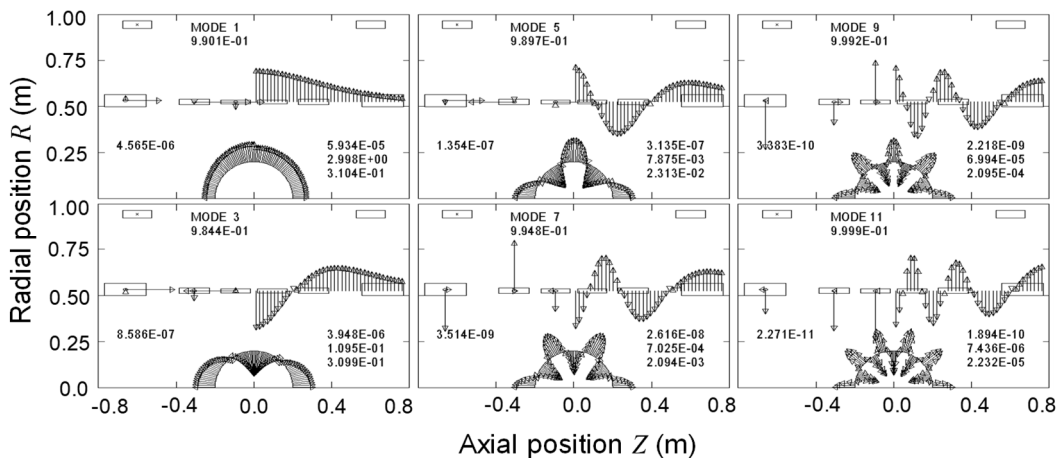 1.00
0.75
0.50
0.25
MODE 1
9.901E-01
4.565E-06
5.934E-05
2.998E+00
3.104E-01
MODE 5
9.897E-01
1.354E-07
3.135E-07
7.875E-03
2.313E-02
MODE 9
9.992E-01
3.383E-10
2.218E-09
6.994E-05
2.095E-04
1.00
0.75
0.50
0.25
0.0
MODE 3
9.844E-01
8.586E-07
3.948E-06
1.095E-01
3.099E-01
MODE 7
9.948E-01
3.514E-09
2.616E-08
7.025E-04
2.094E-03
MODE 11
9.999E-01
2.271E-11
1.894E-10
7.436E-06
2.232E-05
-0.8 -0.4 0.0 0.4 0.8
0.0 0.4 0.8
0.0 0.4 0.8
Radial position R (m)
Axial position Z (m)